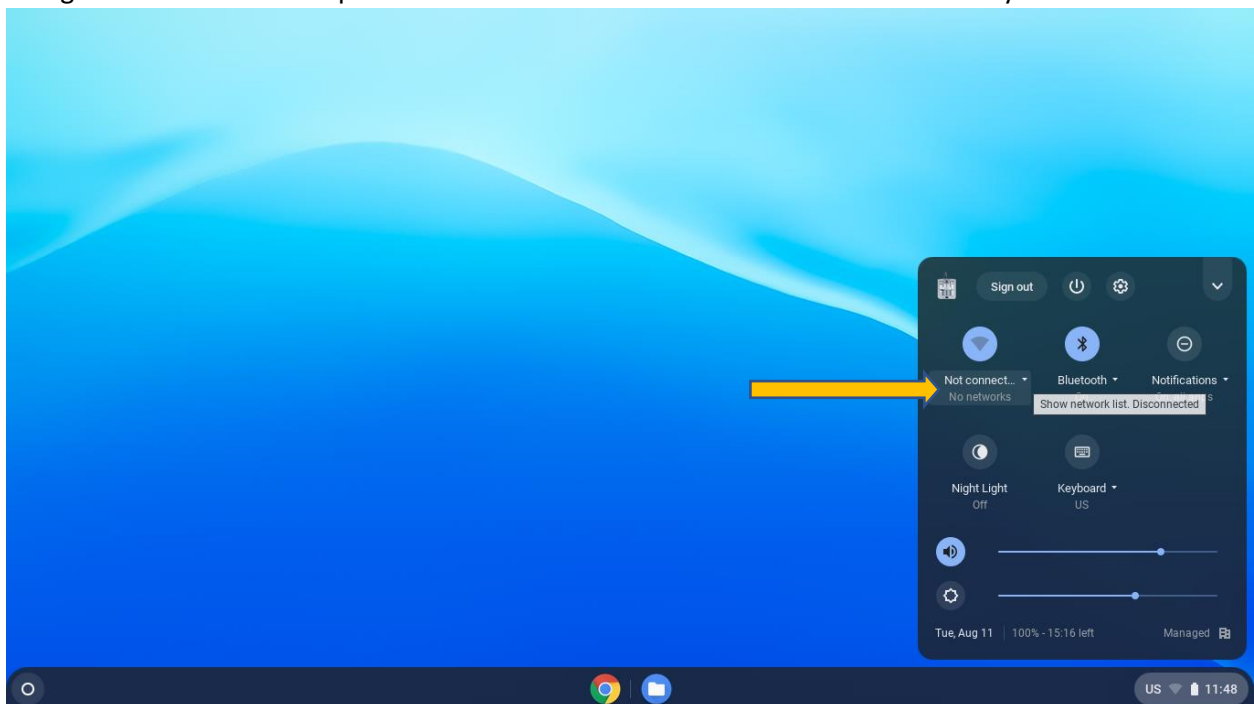 Sign out
Not connect... Bluetooth Notifications
No networks
Show network list. Disconnected
Night Light Keyboard
Off US
Tue, Aug 11 100% - 15:16 left Managed
US 11:48